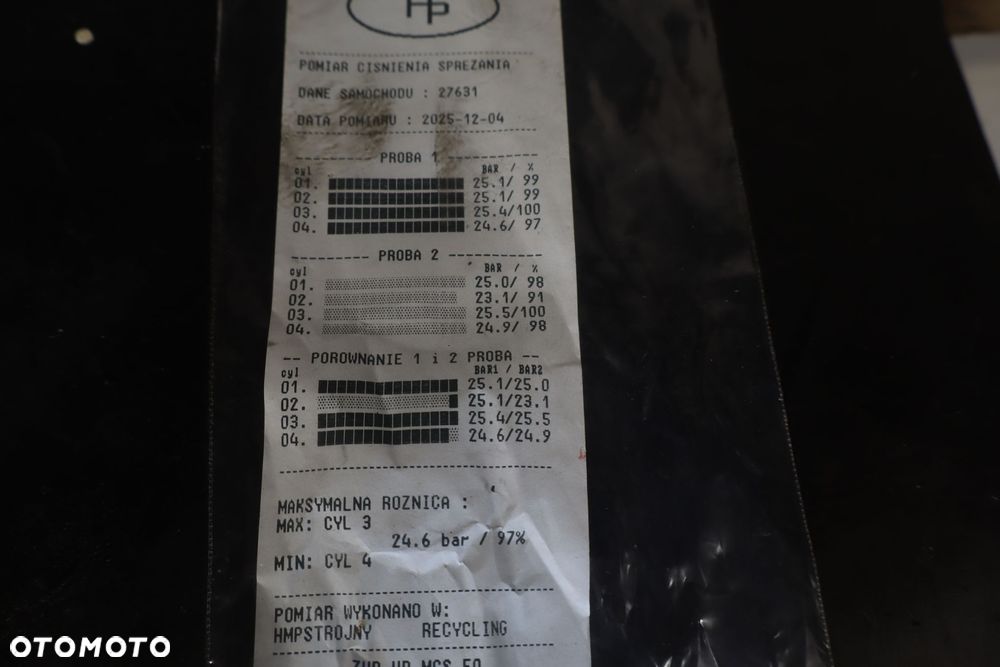 HP
POMIAR CISNIENIA SPREZANIA
DANE SAMOCHODU : 27631
DATA POMIARU : 2025-12-04
PROBA 1
cyl BAR / %
01. 25.1/ 99
02. 25.1/ 99
03. 25.4/100
04. 24.6/ 97
PROBA 2
cyl BAR / %
01. 25.0/ 98
02. 23.1/ 91
03. 25.5/100
04. 24.9/ 98
-- POROWNANIE 1 i 2 PROBA --
cyl BAR1 / BAR2
01. 25.1/25.0
02. 25.1/23.1
03. 25.4/25.5
04. 24.6/24.9
MAKSYMALNA ROZNICA :
MAX: CYL 3
24.6 bar / 97%
MIN: CYL 4
POMIAR WYKONANO W:
HMPSTROJNY RECYCLING
OTOMOTO